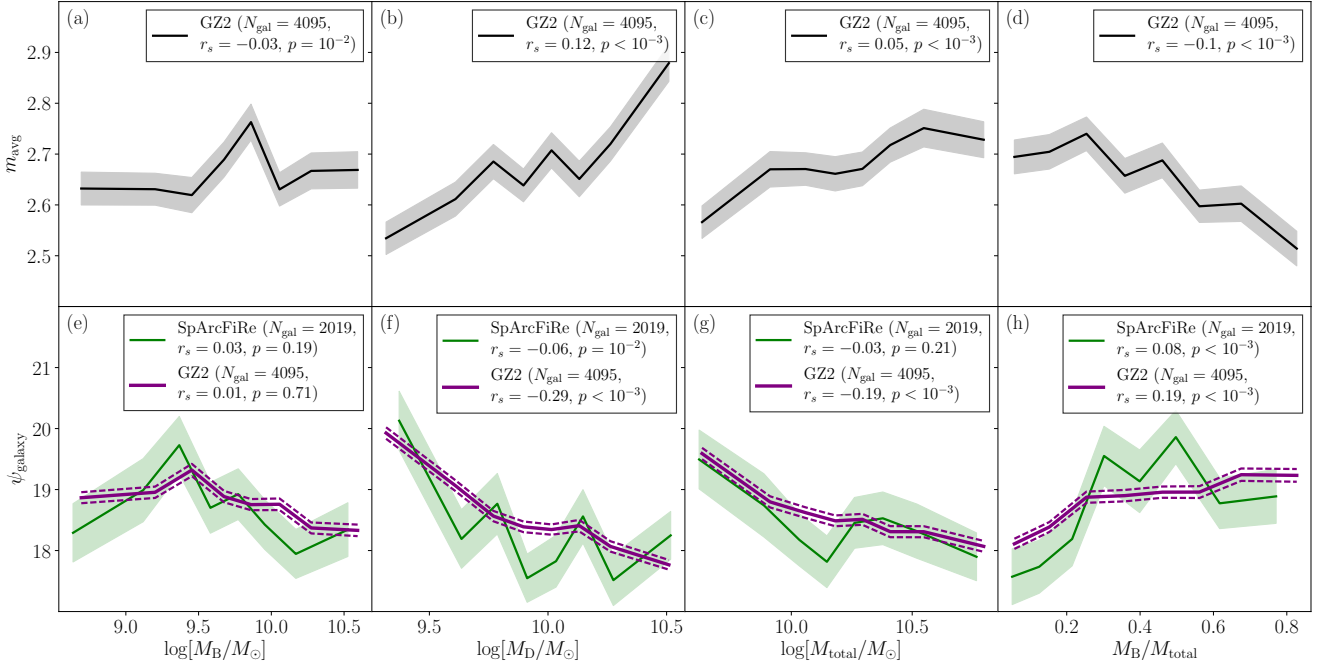 (a)
GZ2 (N_gal = 4095,
r_s = −0.03, p = 10^−2)
(b)
GZ2 (N_gal = 4095,
r_s = 0.12, p < 10^−3)
(c)
GZ2 (N_gal = 4095,
r_s = 0.05, p < 10^−3)
(d)
GZ2 (N_gal = 4095,
r_s = −0.1, p < 10^−3)
2.9
2.8
2.7
2.6
2.5
m_avg
(e)
SpArcFiRe (N_gal = 2019,
r_s = 0.03, p = 0.19)
GZ2 (N_gal = 4095,
r_s = 0.01, p = 0.71)
(f)
SpArcFiRe (N_gal = 2019,
r_s = −0.06, p = 10^−2)
GZ2 (N_gal = 4095,
r_s = −0.29, p < 10^−3)
(g)
SpArcFiRe (N_gal = 2019,
r_s = −0.03, p = 0.21)
GZ2 (N_gal = 4095,
r_s = −0.19, p < 10^−3)
(h)
SpArcFiRe (N_gal = 2019,
r_s = 0.08, p < 10^−3)
GZ2 (N_gal = 4095,
r_s = 0.19, p < 10^−3)
21
20
19
18
ψ_galaxy
9.0 9.5 10.0 10.5
log[M_B/M_⊙]
9.5 10.0 10.5
log[M_D/M_⊙]
10.0 10.5
log[M_total/M_⊙]
0.2 0.4 0.6 0.8
M_B/M_total